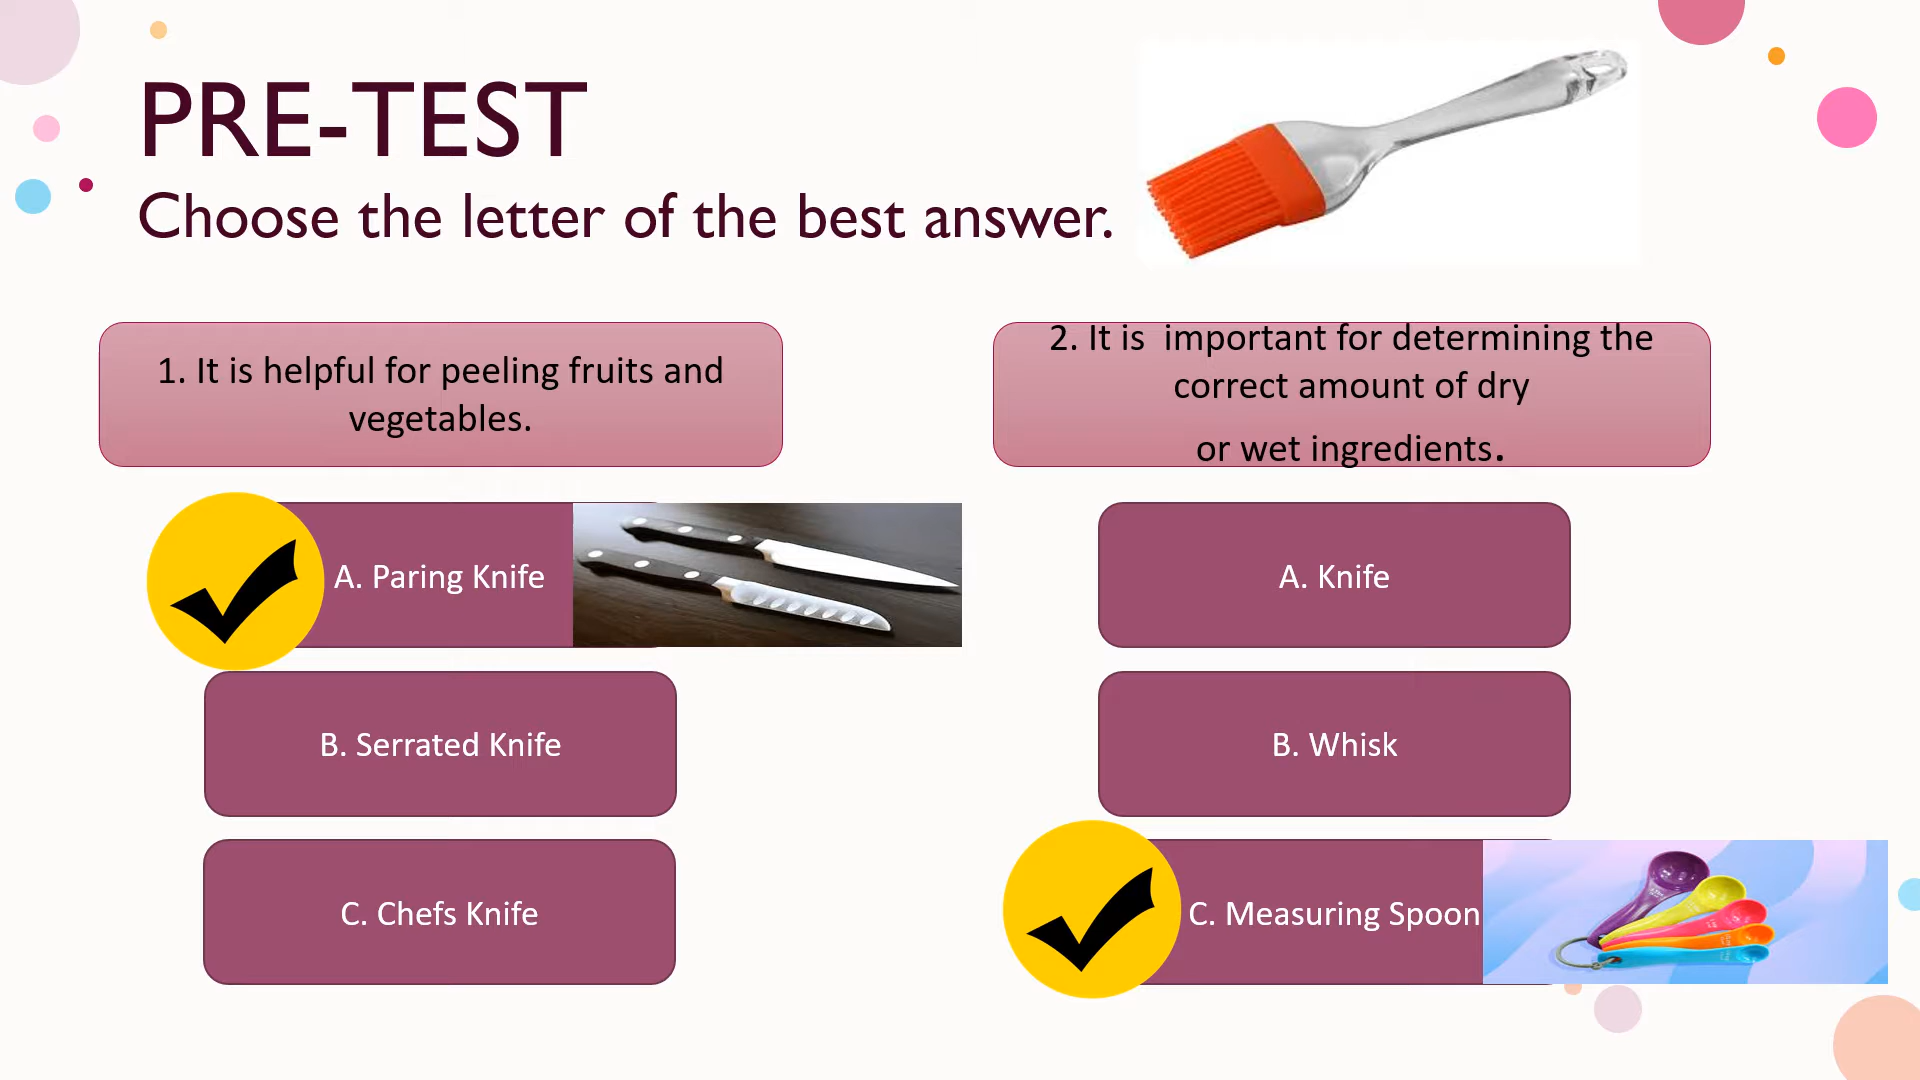 PRE-TEST
Choose the letter of the best answer.
1. It is helpful for peeling fruits and
vegetables.
A. Paring Knife
B. Serrated Knife
C. Chefs Knife
2. It is  important for determining the
correct amount of dry
or wet ingredients.
A. Knife
B. Whisk
C. Measuring Spoon